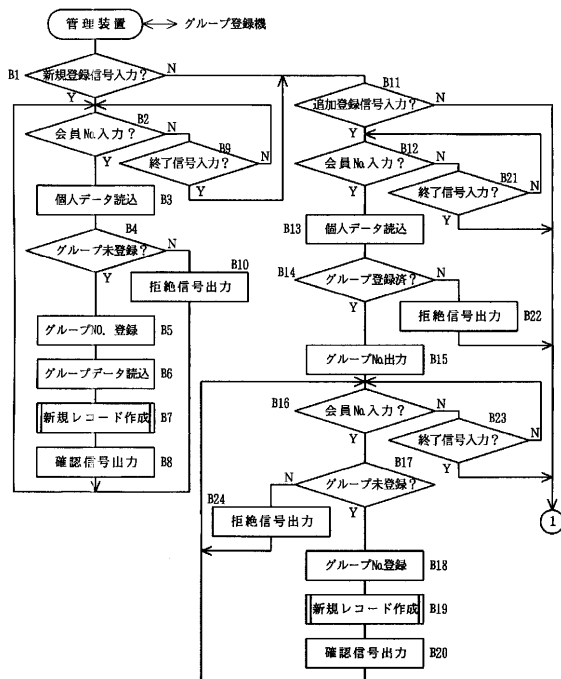 管理装置
グループ登録機
B1
新規登録信号入力？
N
Y
B2
会員No.入力？
N
Y
B9
終了信号入力？
N
Y
個人データ読込
B3
B4
グループ未登録？
N
Y
B10
拒絶信号出力
グループNO. 登録
B5
グループデータ読込
B6
新規レコード作成
B7
確認信号出力
B8
B11
追加登録信号入力？
N
Y
B12
会員No.入力？
N
Y
B21
終了信号入力？
N
Y
B13
個人データ読込
B14
グループ登録済？
N
Y
拒絶信号出力
B22
グループNo.出力
B15
B16
会員No.入力？
N
Y
B23
終了信号入力？
N
Y
B17
グループ未登録？
N
Y
B24
拒絶信号出力
1
グループNo.登録
B18
新規レコード作成
B19
確認信号出力
B20